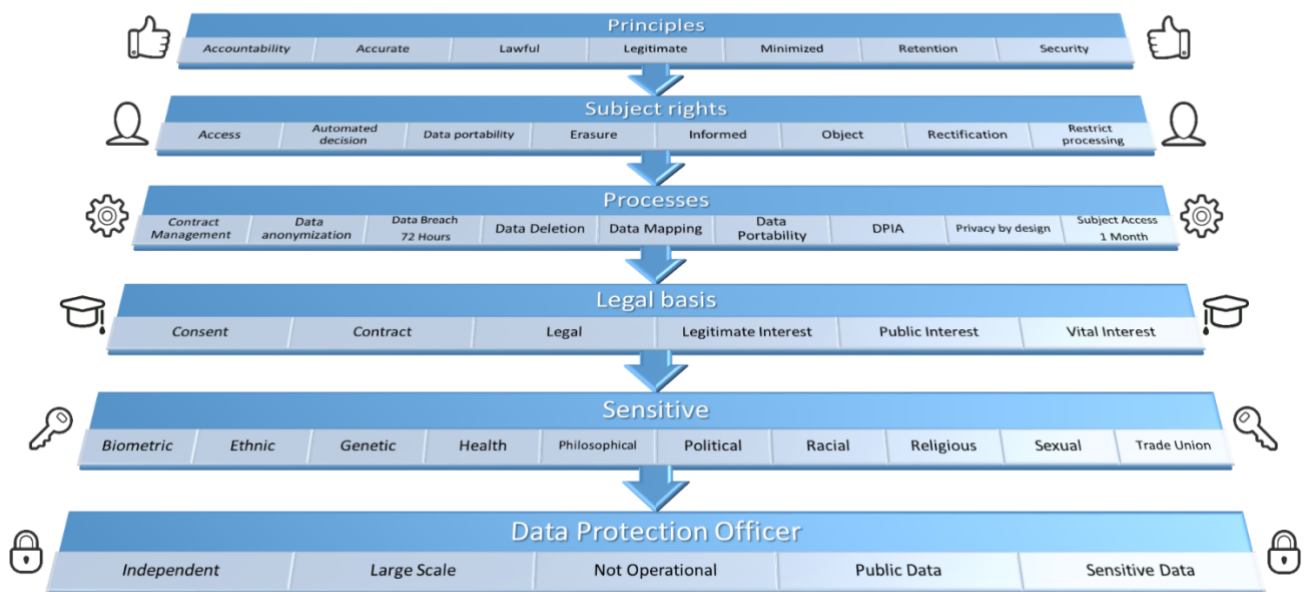 Principles
Accountability Accurate Lawful Legitimate Minimized Retention Security
Subject rights
Access Automated decision Data portability Erasure Informed Object Rectification Restrict processing
Processes
Contract Management Data anonymization Data Breach 72 Hours Data Deletion Data Mapping Data Portability DPIA Privacy by design Subject Access 1 Month
Legal basis
Consent Contract Legal Legitimate Interest Public Interest Vital Interest
Sensitive
Biometric Ethnic Genetic Health Philosophical Political Racial Religious Sexual Trade Union
Data Protection Officer
Independent Large Scale Not Operational Public Data Sensitive Data